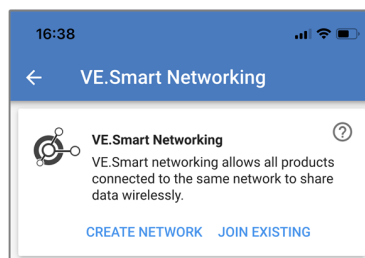 16:38
VE.Smart Networking
VE.Smart Networking
VE.Smart networking allows all products
connected to the same network to share
data wirelessly.
CREATE NETWORK JOIN EXISTING